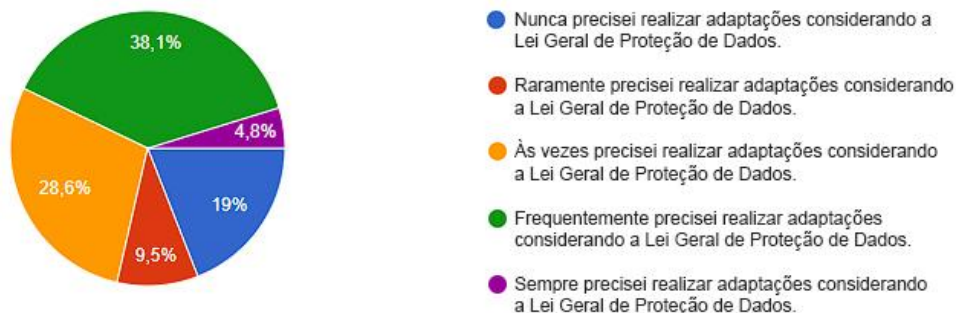 38,1%
4,8%
28,6%
19%
9,5%
Nunca precisei realizar adaptações considerando a
Lei Geral de Proteção de Dados.
Raramente precisei realizar adaptações considerando
a Lei Geral de Proteção de Dados.
Às vezes precisei realizar adaptações considerando
a Lei Geral de Proteção de Dados.
Frequentemente precisei realizar adaptações
considerando a Lei Geral de Proteção de Dados.
Sempre precisei realizar adaptações considerando
a Lei Geral de Proteção de Dados.